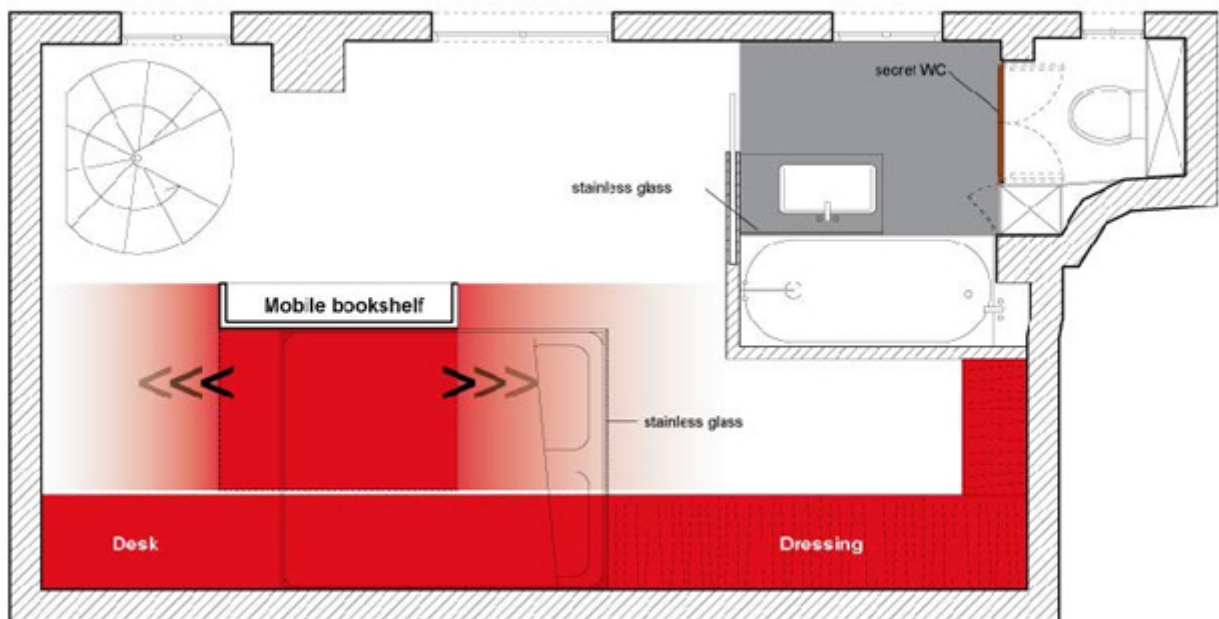 secret WC
stainless glass
Mobile bookshelf
<<<
>>>
stainless glass
Desk
Dressing